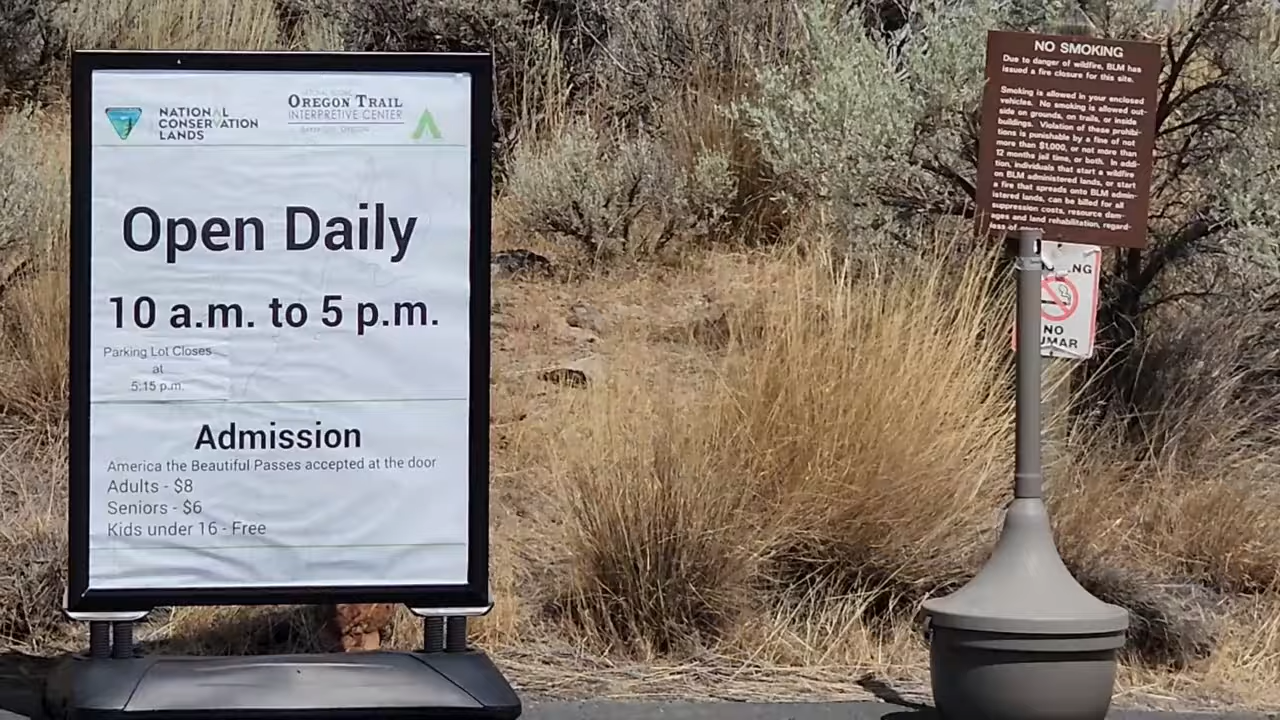 NATIONAL
CONSERVATION
LANDS
OREGON TRAIL
INTERPRETIVE CENTER
Open Daily
10 a.m. to 5 p.m.
Parking Lot Closes
at
5:15 p.m.
Admission
America the Beautiful Passes accepted at the door
Adults - $8
Seniors - $6
Kids under 16 - Free
NO SMOKING
Due to danger of wildfire, BLM has
issued a fire closure for this site.
Smoking is allowed in your enclosed
vehicles. No smoking is allowed out-
side on grounds, on trails, or inside
buildings. Violation of these prohibi-
tions is punishable by a fine of not
more than $1,000, or not more than
12 months jail time, or both. In addi-
tion, individuals that start a wildfire
on BLM administered lands, or start
a fire that spreads onto BLM admin-
istered lands, can be billed for all
suppression costs, resource dam-
ages and land rehabilitation, regard-
less of
NG
NO
UMAR